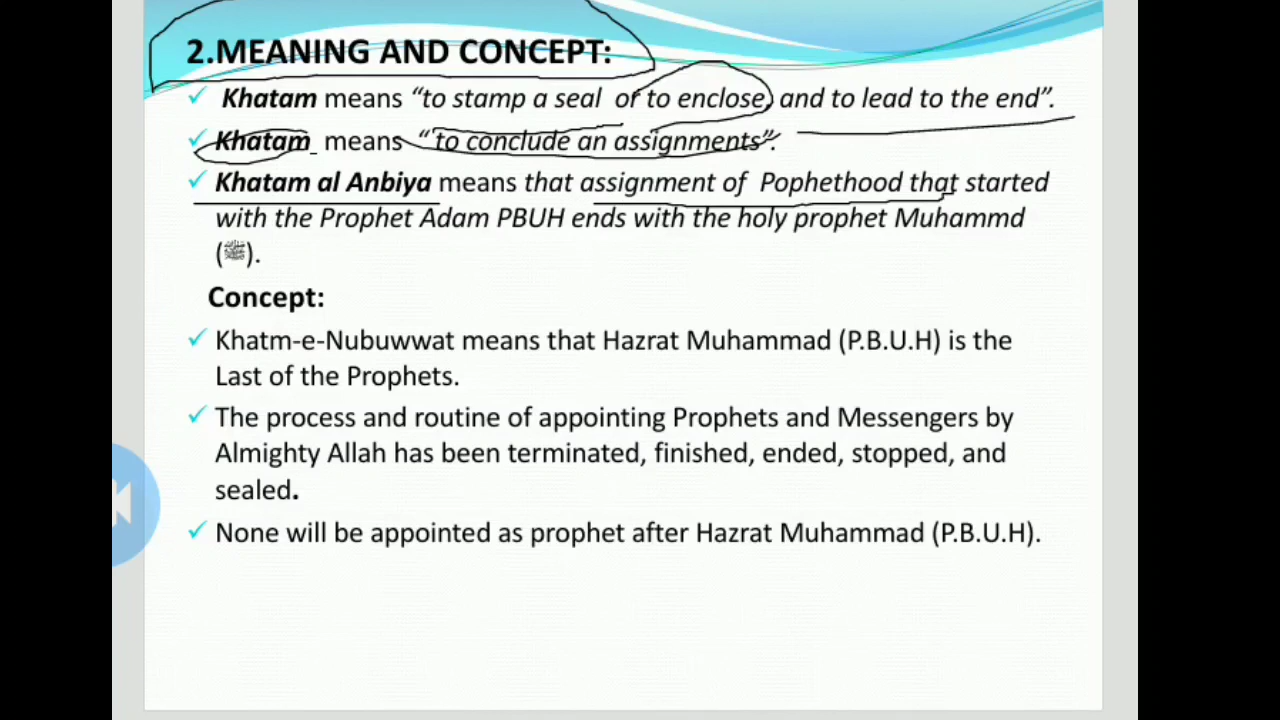 2.MEANING AND CONCEPT:
Khatam means “to stamp a seal or to enclose, and to lead to the end”.
Khatam means “to conclude an assignments”.
Khatam al Anbiya means that assignment of Pophethood that started
with the Prophet Adam PBUH ends with the holy prophet Muhammd
(ﷺ).
Concept:
Khatm-e-Nubuwwat means that Hazrat Muhammad (P.B.U.H) is the
Last of the Prophets.
The process and routine of appointing Prophets and Messengers by
Almighty Allah has been terminated, finished, ended, stopped, and
sealed.
None will be appointed as prophet after Hazrat Muhammad (P.B.U.H).